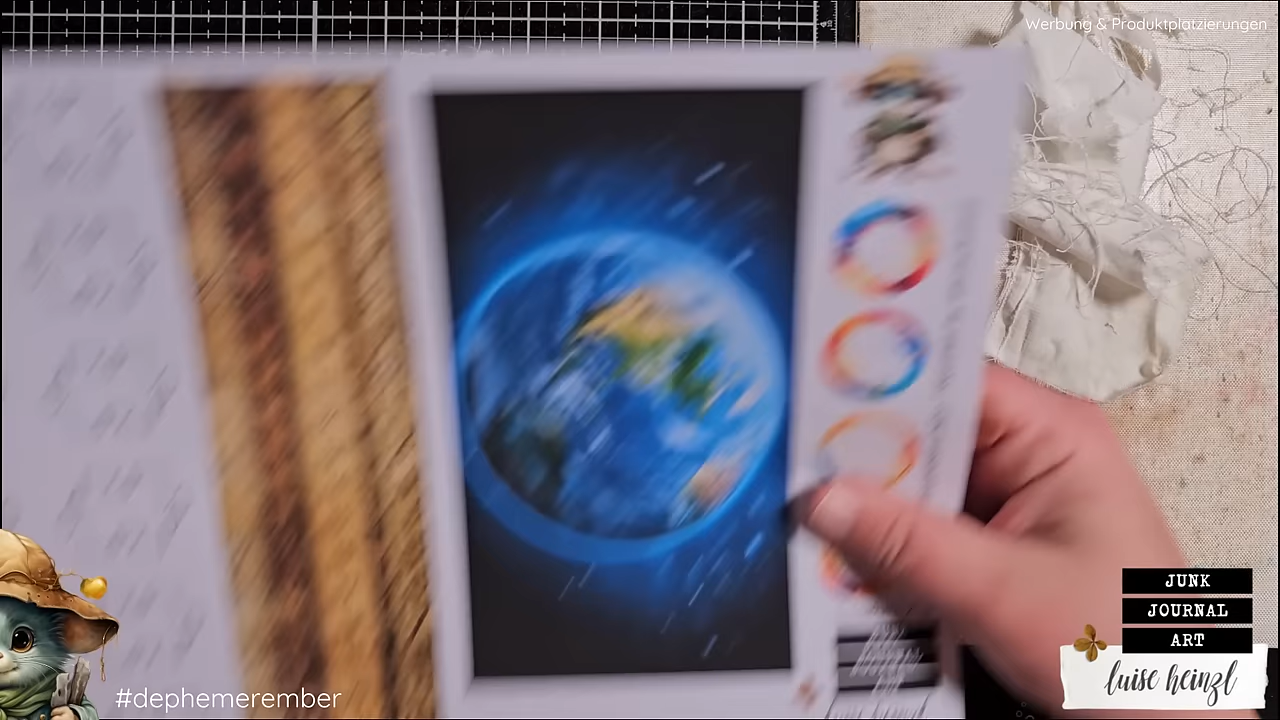 Werbung & Produktplatzierungen
JUNK
JOURNAL
ART
luise heinzl
#dephemerember